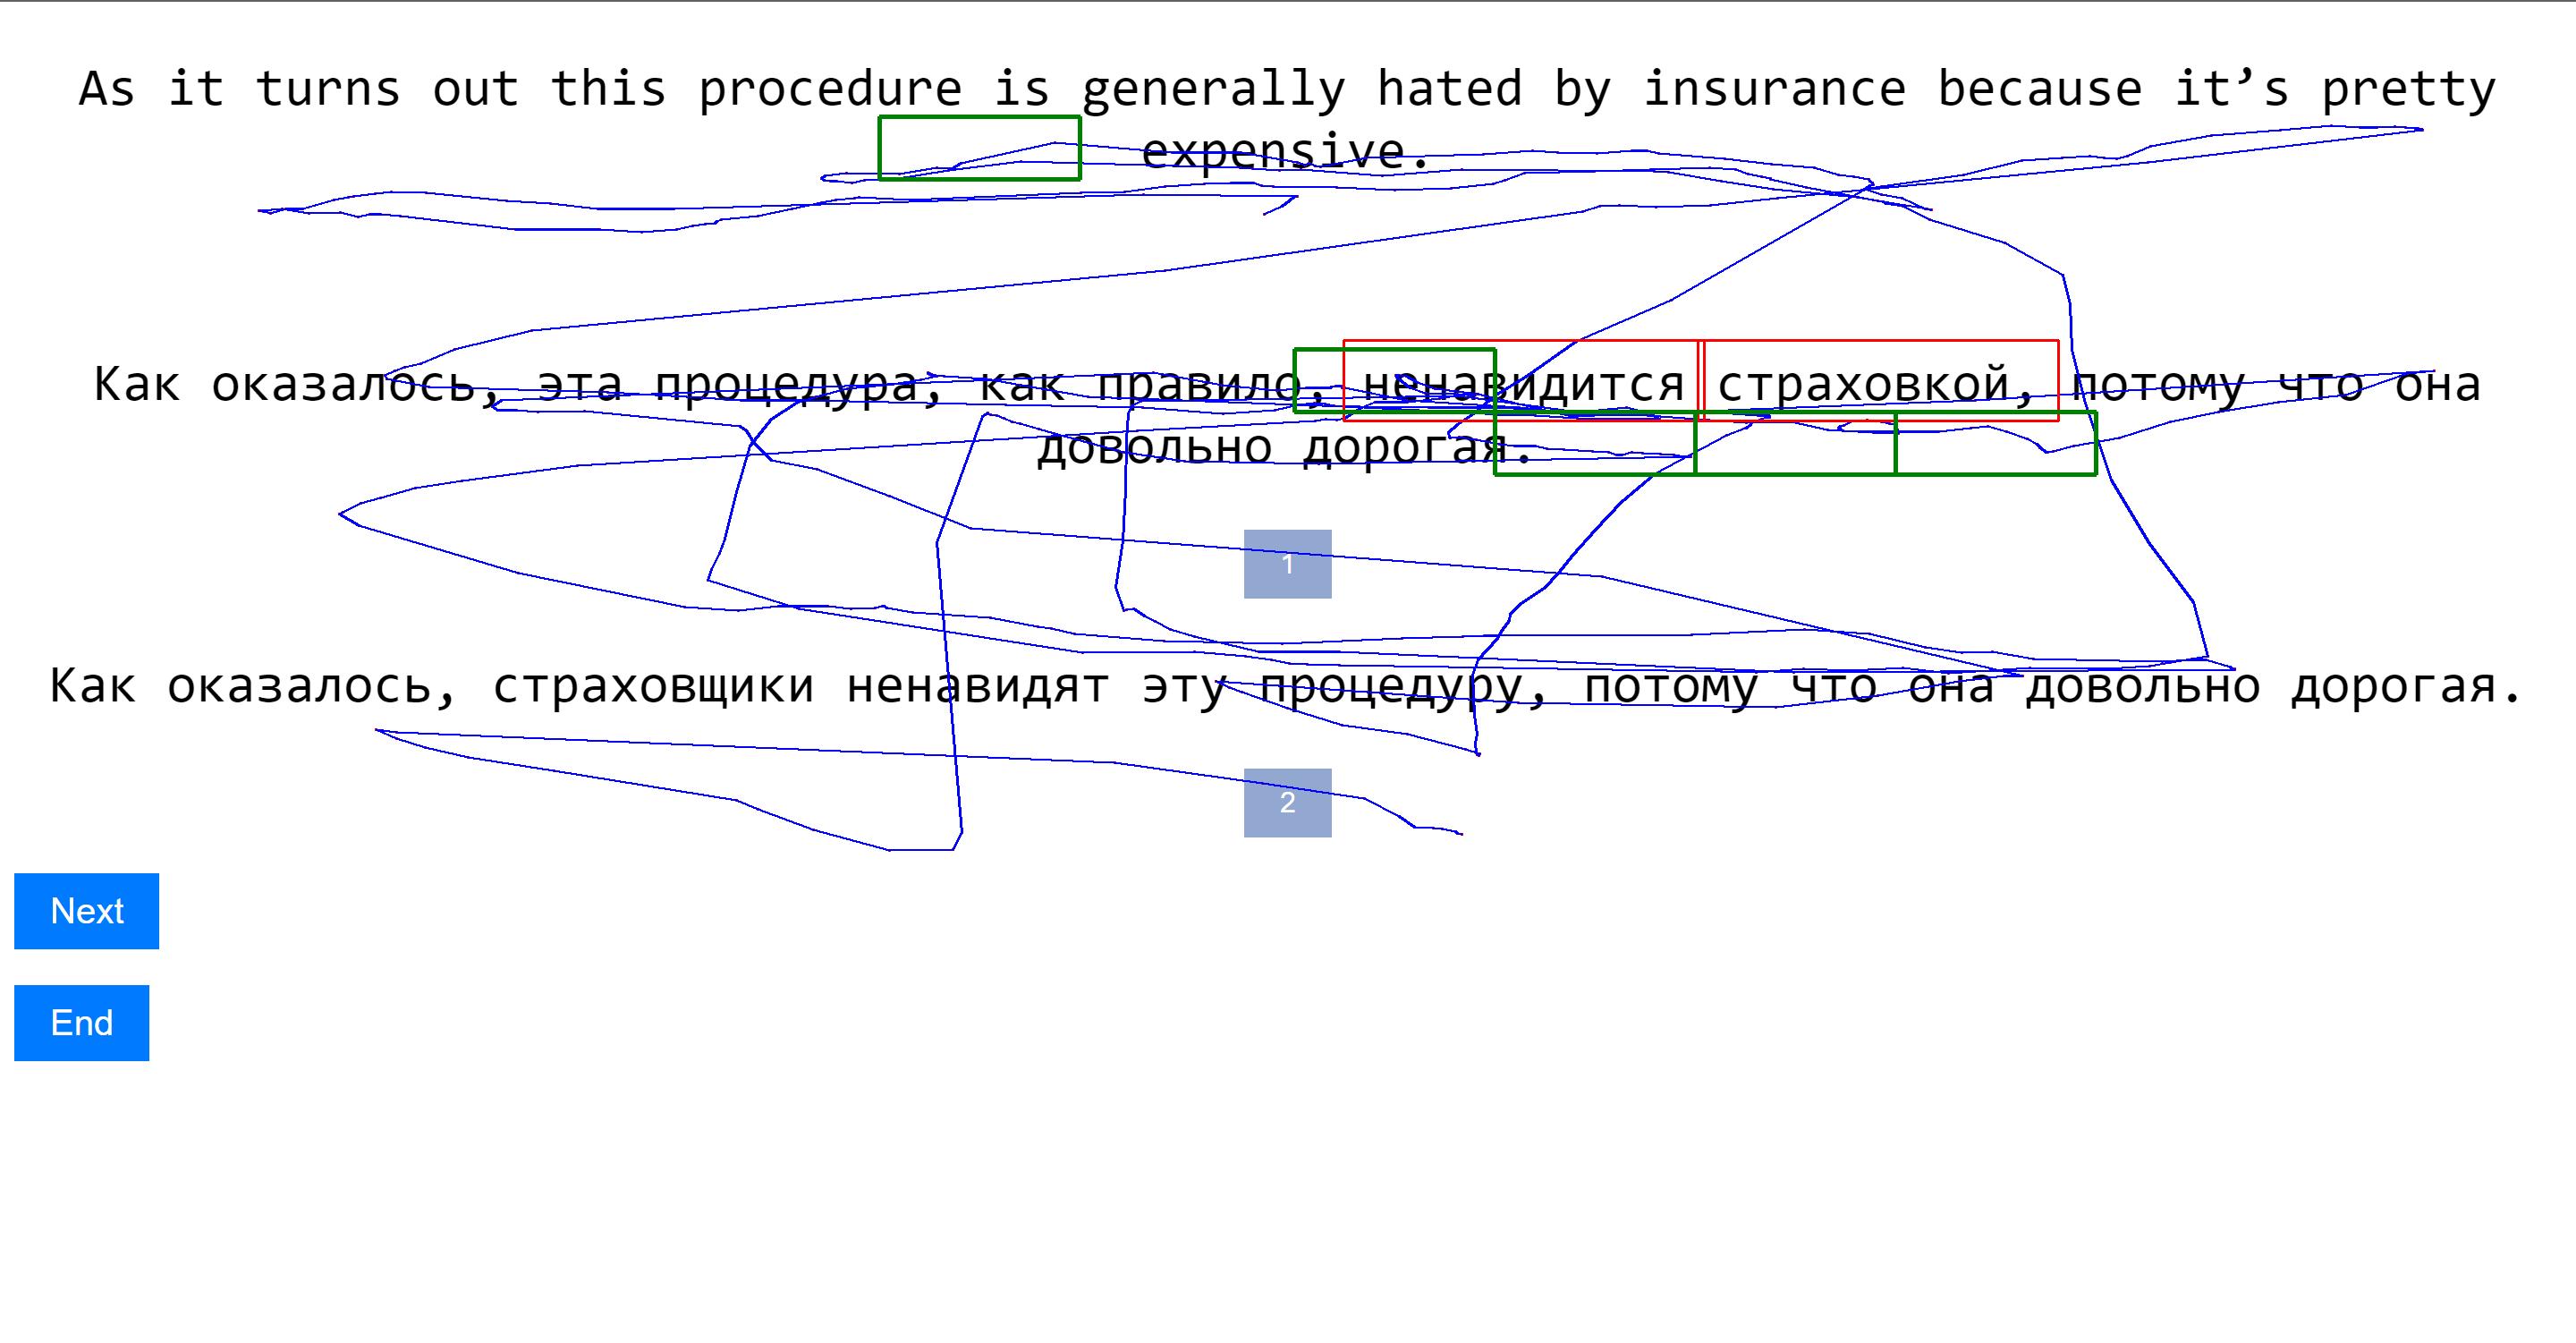 As it turns out this procedure is generally hated by insurance because it’s pretty
expensive.
Как оказалось, эта процедура, как правило, ненавидится страховкой, потому что она
довольно дорогая.
1
Как оказалось, страховщики ненавидят эту процедуру, потому что она довольно дорогая.
2
Next
End